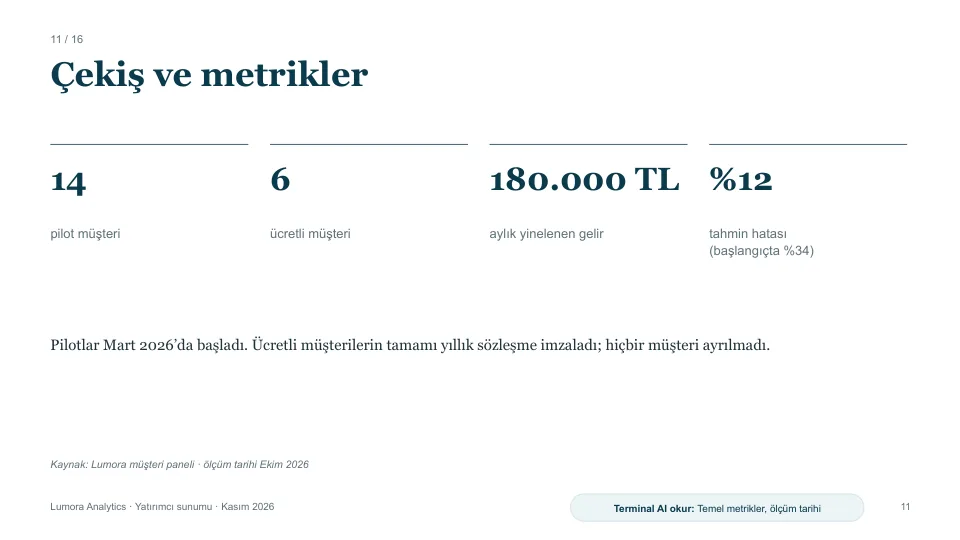 11 / 16
Çekiş ve metrikler
14
pilot müşteri
6
ücretli müşteri
180.000 TL
aylık yinelenen gelir
%12
tahmin hatası
(başlangıçta %34)
Pilotlar Mart 2026’da başladı. Ücretli müşterilerin tamamı yıllık sözleşme imzaladı; hiçbir müşteri ayrılmadı.
Kaynak: Lumora müşteri paneli · ölçüm tarihi Ekim 2026
Lumora Analytics · Yatırımcı sunumu · Kasım 2026
Terminal AI okur: Temel metrikler, ölçüm tarihi
11